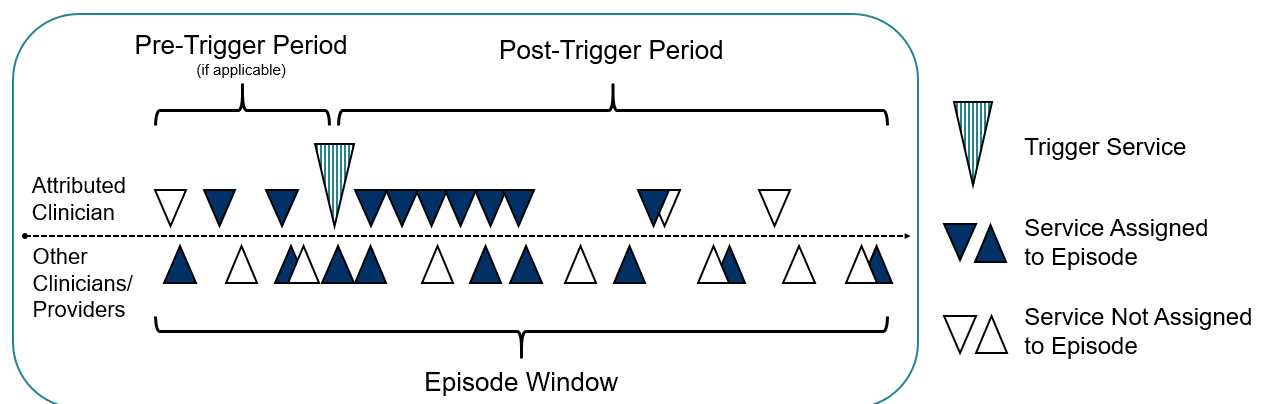 Pre-Trigger Period
(if applicable)
Post-Trigger Period
Attributed
Clinician
Other
Clinicians/
Providers
Episode Window
Trigger Service
Service Assigned
to Episode
Service Not Assigned
to Episode